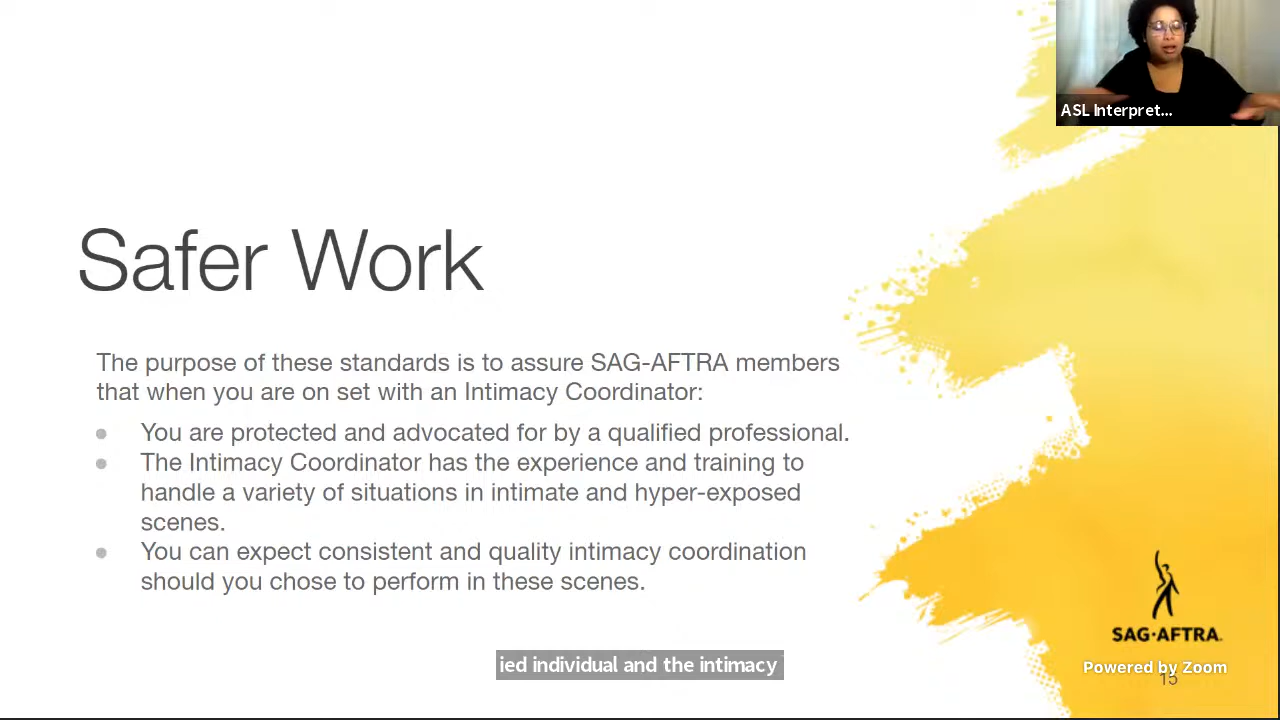 ASL Interpret...
Safer Work
The purpose of these standards is to assure SAG-AFTRA members
that when you are on set with an Intimacy Coordinator:
You are protected and advocated for by a qualified professional.
The Intimacy Coordinator has the experience and training to
handle a variety of situations in intimate and hyper-exposed
scenes.
You can expect consistent and quality intimacy coordination
should you chose to perform in these scenes.
SAG·AFTRA
ied individual and the intimacy
Powered by Zoom
15